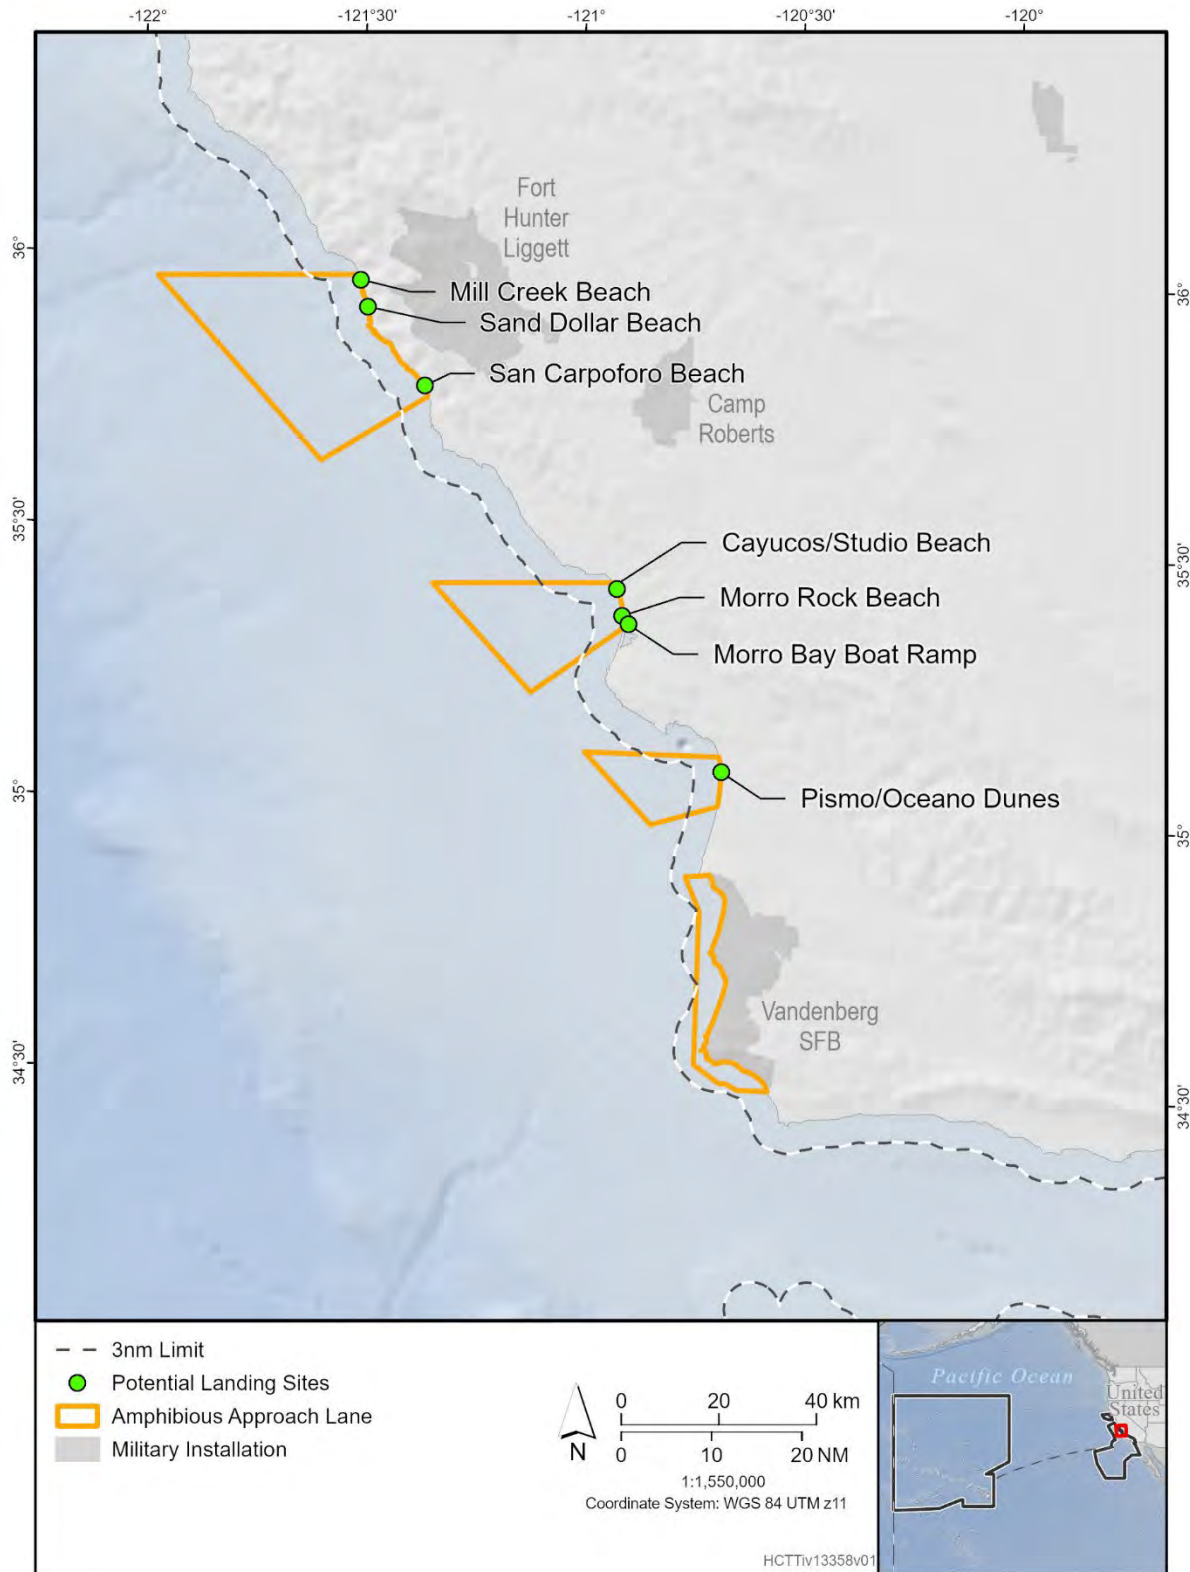 -122°
-121°30'
-121°
-120°30'
-120°
Fort
Hunter
Liggett
36°
Mill Creek Beach
36°
Sand Dollar Beach
San Carpoforo Beach
Camp
Roberts
35°30'
Cayucos/Studio Beach
35°30'
Morro Rock Beach
Morro Bay Boat Ramp
35°
Pismo/Oceano Dunes
35°
Vandenberg
SFB
34°30'
34°30'
3nm Limit
Potential Landing Sites
Amphibious Approach Lane
Military Installation
N
0 20 40 km
0 10 20 NM
1:1,550,000
Coordinate System: WGS 84 UTM z11
HCTTiv13358v01
Pacific Ocean
United
States